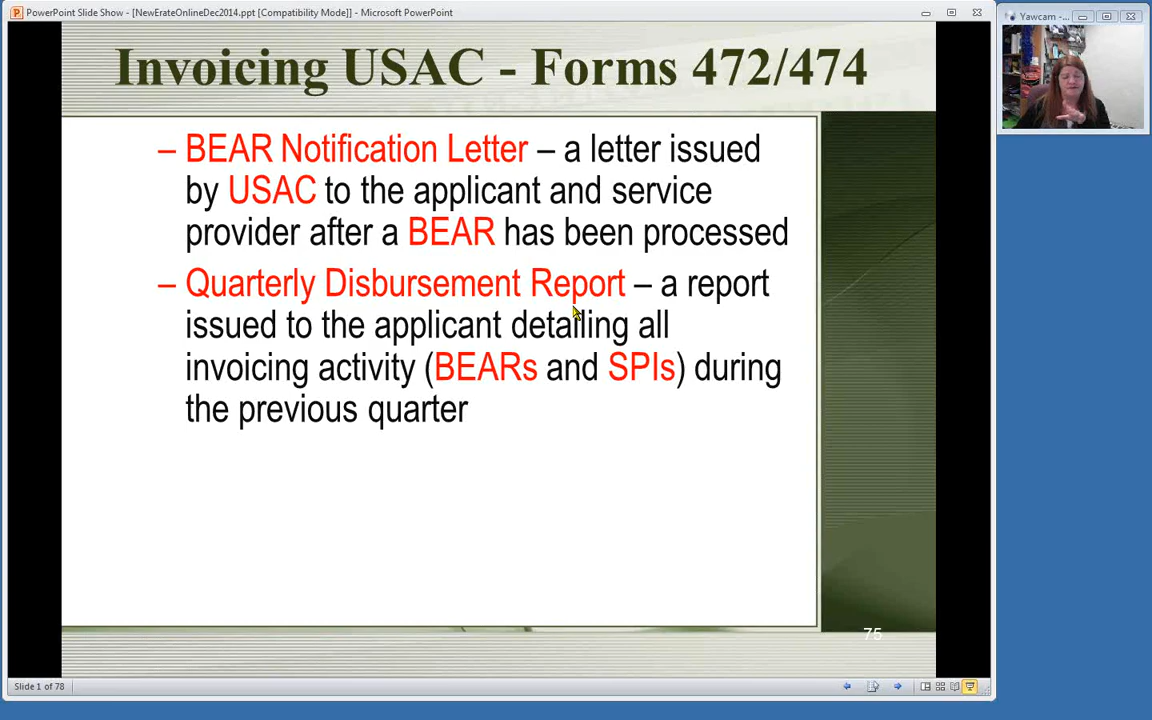 PowerPoint Slide Show - [NewErateOnlineDec2014.ppt [Compatibility Mode]] - Microsoft PowerPoint
Yawcam -...
Invoicing USAC - Forms 472/474
– BEAR Notification Letter – a letter issued
by USAC to the applicant and service
provider after a BEAR has been processed
– Quarterly Disbursement Report – a report
issued to the applicant detailing all
invoicing activity (BEARs and SPIs) during
the previous quarter
75
Slide 1 of 78